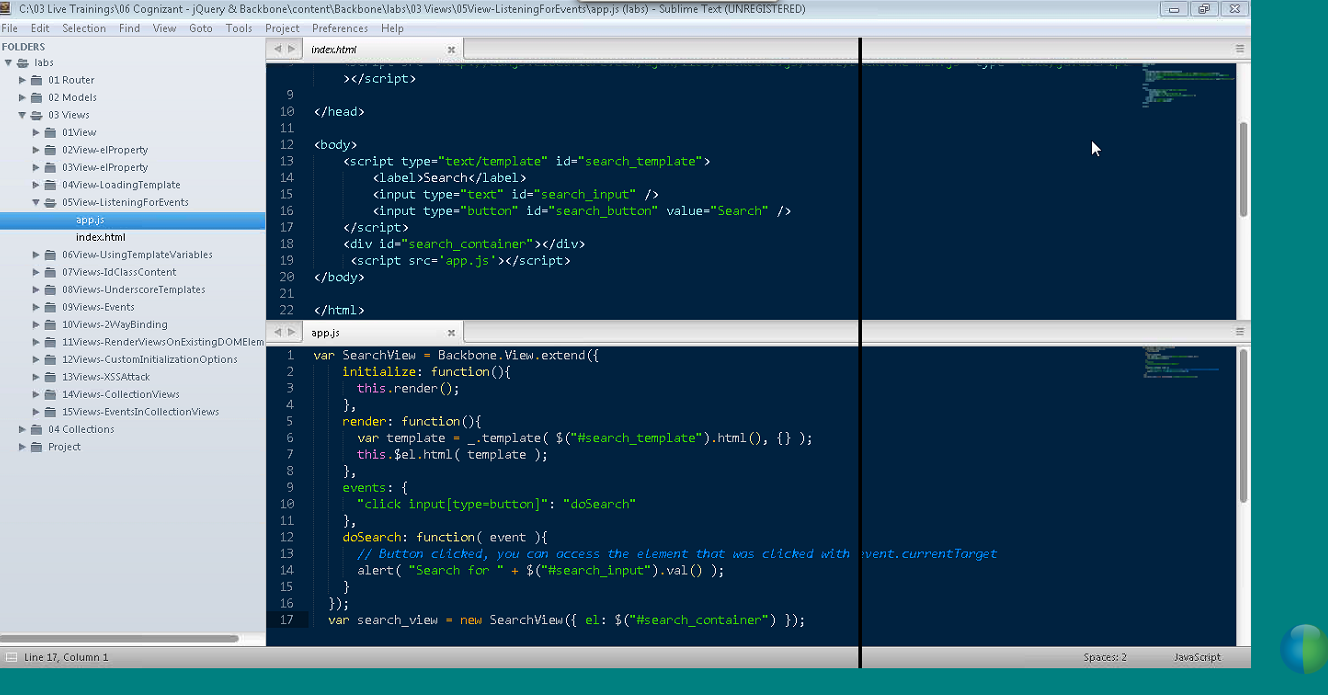 C:\03 Live Trainings\06 Cognizant - jQuery & Backbone\content\Backbone\labs\03 Views\05View-ListeningForEvents\app.js (labs) - Sublime Text (UNREGISTERED)
File Edit Selection Find View Goto Tools Project Preferences Help
FOLDERS
labs
01 Router
02 Models
03 Views
01View
02View-elProperty
03View-elProperty
04View-LoadingTemplate
05View-ListeningForEvents
app.js
index.html
06View-UsingTemplateVariables
07Views-IdClassContent
08Views-UnderscoreTemplates
09Views-Events
10Views-2WayBinding
11Views-RenderViewsOnExistingDOMElem
12Views-CustomInitializationOptions
13Views-XSSAttack
14Views-CollectionViews
15Views-EventsInCollectionViews
04 Collections
Project
index.html
></script>
9
10 </head>
11
12 <body>
13 <script type="text/template" id="search_template">
14 <label>Search</label>
15 <input type="text" id="search_input" />
16 <input type="button" id="search_button" value="Search" />
17 </script>
18 <div id="search_container"></div>
19 <script src='app.js'></script>
20 </body>
21
22 </html>
app.js
1 var SearchView = Backbone.View.extend({
2 initialize: function(){
3 this.render();
4 },
5 render: function(){
6 var template = _.template( $("#search_template").html(), {} );
7 this.$el.html( template );
8 },
9 events: {
10 "click input[type=button]": "doSearch"
11 },
12 doSearch: function( event ){
13 // Button clicked, you can access the element that was clicked with event.currentTarget
14 alert( "Search for " + $("#search_input").val() );
15 }
16 });
17 var search_view = new SearchView({ el: $("#search_container") });
Line 17, Column 1
Spaces: 2
JavaScript